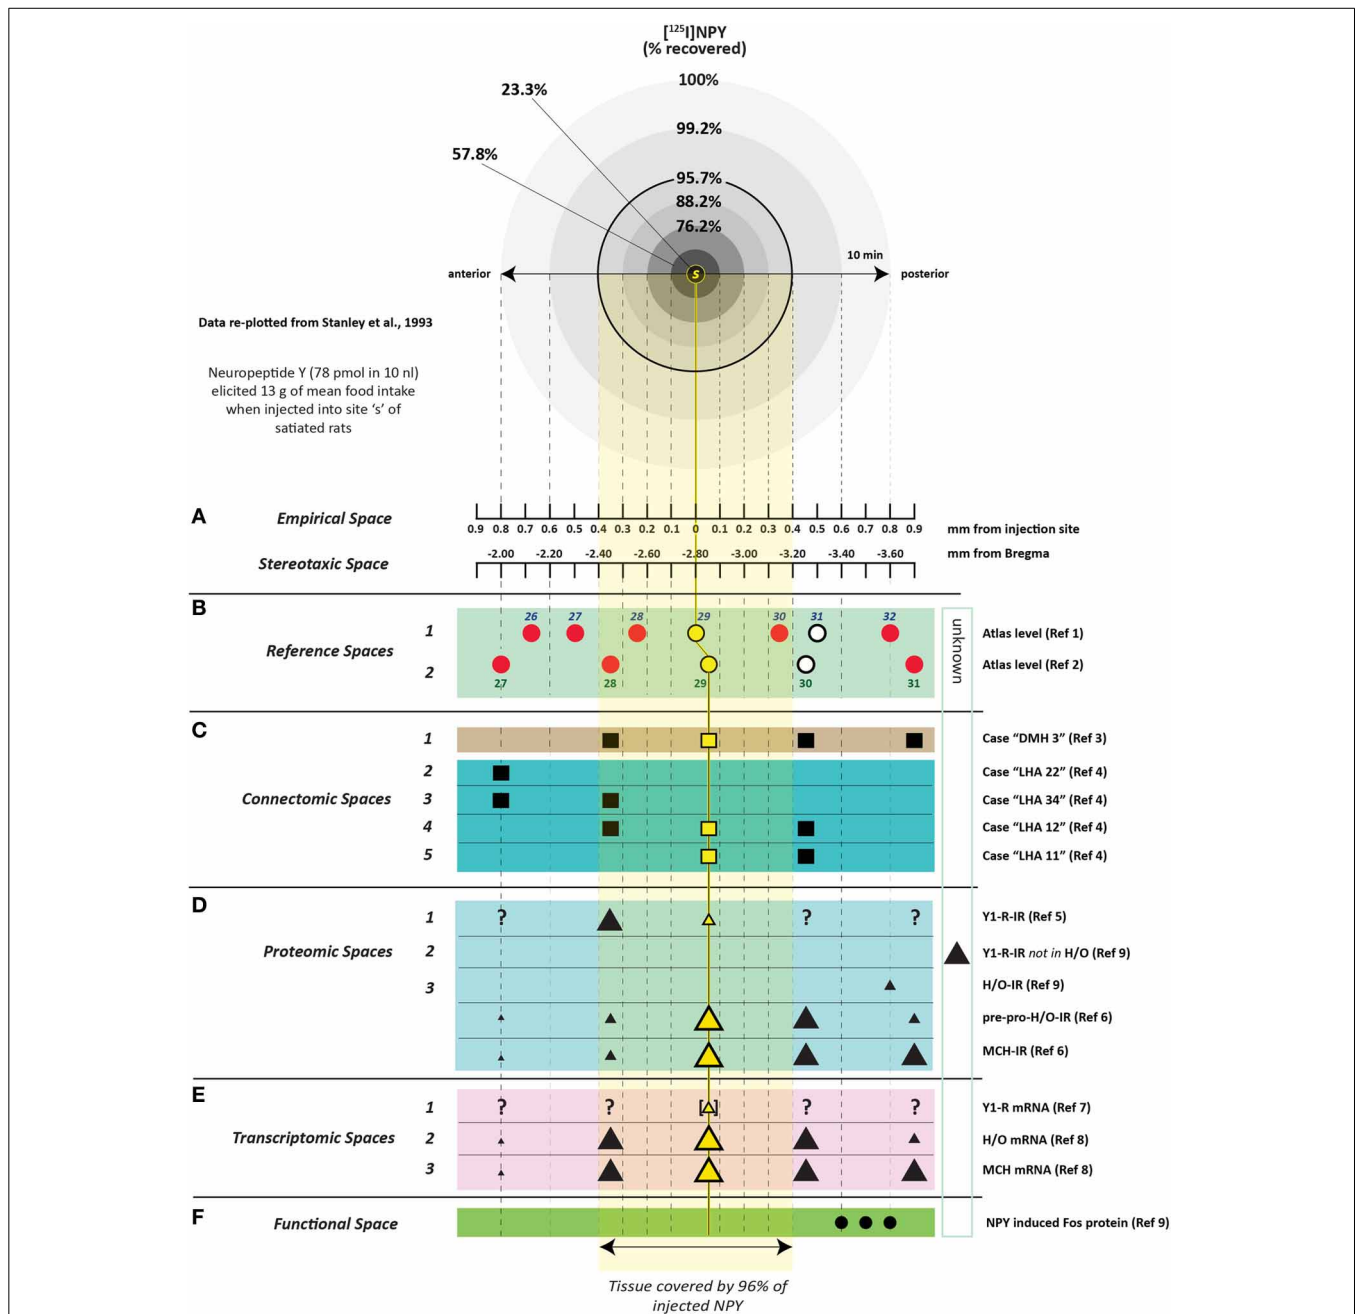 [¹²⁵I]NPY
(% recovered)
100%
23.3%
99.2%
57.8%
95.7%
88.2%
76.2%
10 min
anterior
S
posterior
Data re-plotted from Stanley et al., 1993
Neuropeptide Y (78 pmol in 10 nl)
elicited 13 g of mean food intake
when injected into site ‘s’ of
satiated rats
A
Empirical Space
0.9 0.8 0.7 0.6 0.5 0.4 0.3 0.2 0.1 0 0.1 0.2 0.3 0.4 0.5 0.6 0.7 0.8 0.9
mm from injection site
Stereotaxic Space
-2.00 -2.20 -2.40 -2.60 -2.80 -3.00 -3.20 -3.40 -3.60
mm from Bregma
B
Reference Spaces
1
26 27 28 29 30 31 32
Atlas level (Ref 1)
2
27 28 29 30 31
Atlas level (Ref 2)
unknown
C
Connectomic Spaces
1
Case “DMH 3” (Ref 3)
2
Case “LHA 22” (Ref 4)
3
Case “LHA 34” (Ref 4)
4
Case “LHA 12” (Ref 4)
5
Case “LHA 11” (Ref 4)
D
Proteomic Spaces
1
? ? ?
Y1-R-IR (Ref 5)
2
Y1-R-IR not in H/O (Ref 9)
3
H/O-IR (Ref 9)
pre-pro-H/O-IR (Ref 6)
MCH-IR (Ref 6)
E
Transcriptomic Spaces
1
? ? [ ] ? ?
Y1-R mRNA (Ref 7)
2
H/O mRNA (Ref 8)
3
MCH mRNA (Ref 8)
F
Functional Space
NPY induced Fos protein (Ref 9)
Tissue covered by 96% of
injected NPY